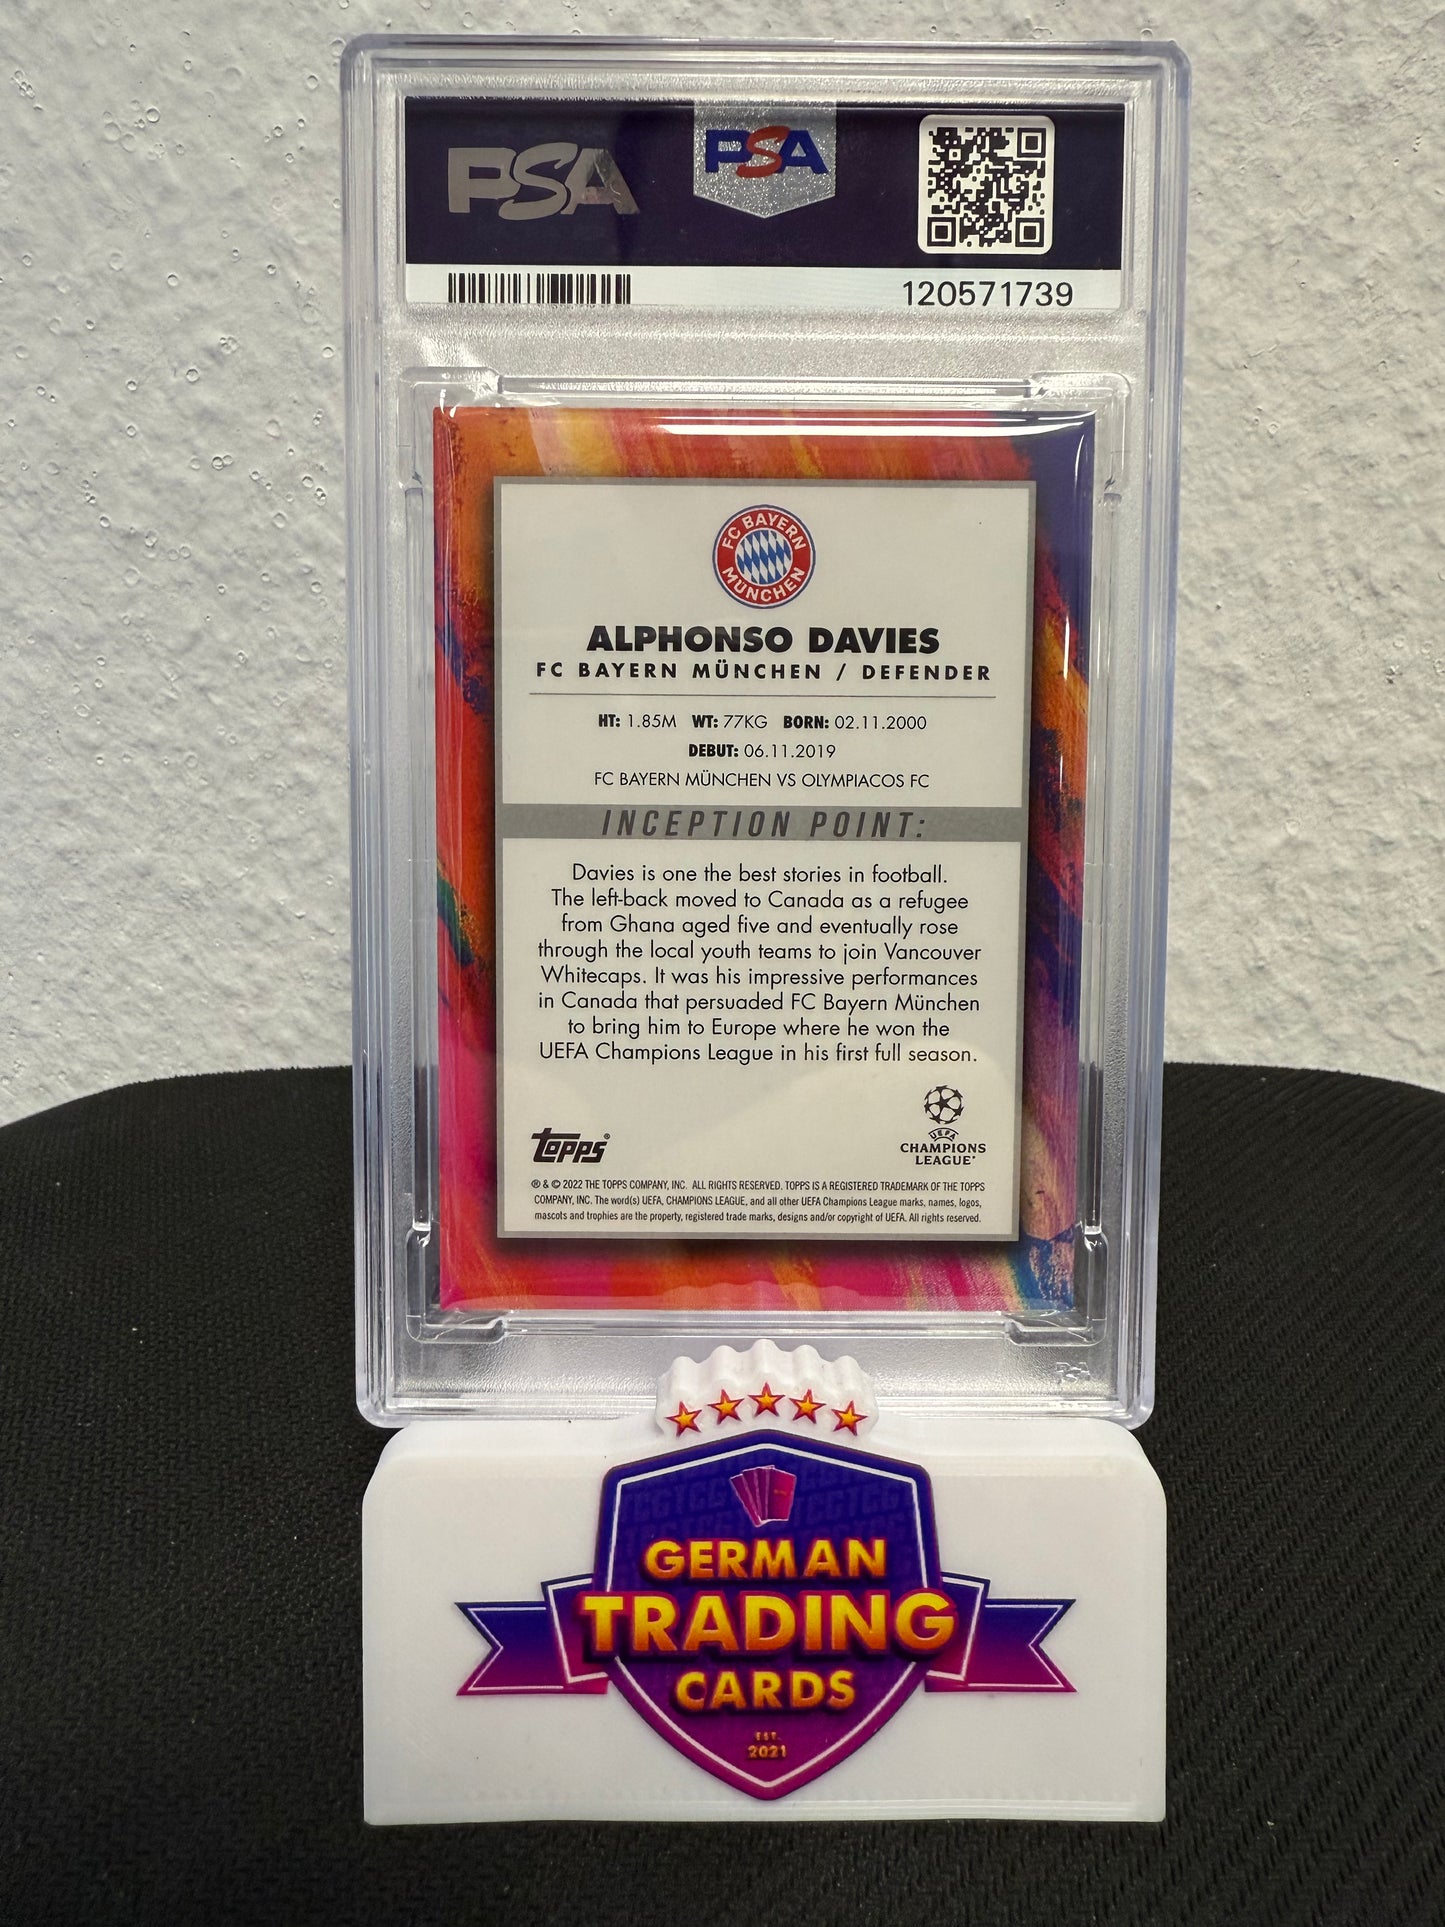 PSA
PSA
120571739
FC BAYERN
MÜNCHEN
ALPHONSO DAVIES
FC BAYERN MÜNCHEN / DEFENDER
HT: 1.85M WT: 77KG BORN: 02.11.2000
DEBUT: 06.11.2019
FC BAYERN MÜNCHEN VS OLYMPIACOS FC
INCEPTION POINT:
Davies is one the best stories in football.
The left-back moved to Canada as a refugee
from Ghana aged five and eventually rose
through the local youth teams to join Vancouver
Whitecaps. It was his impressive performances
in Canada that persuaded FC Bayern München
to bring him to Europe where he won the
UEFA Champions League in his first full season.
topps®
UEFA
CHAMPIONS
LEAGUE
® & © 2022 THE TOPPS COMPANY, INC. ALL RIGHTS RESERVED. TOPPS IS A REGISTERED TRADEMARK OF THE TOPPS
COMPANY, INC. The word(s) UEFA, CHAMPIONS LEAGUE, and all other UEFA Champions League marks, names, logos,
mascots and trophies are the property, registered trade marks, designs and/or copyright of UEFA. All rights reserved.
GERMAN
TRADING
CARDS
EST.
2021